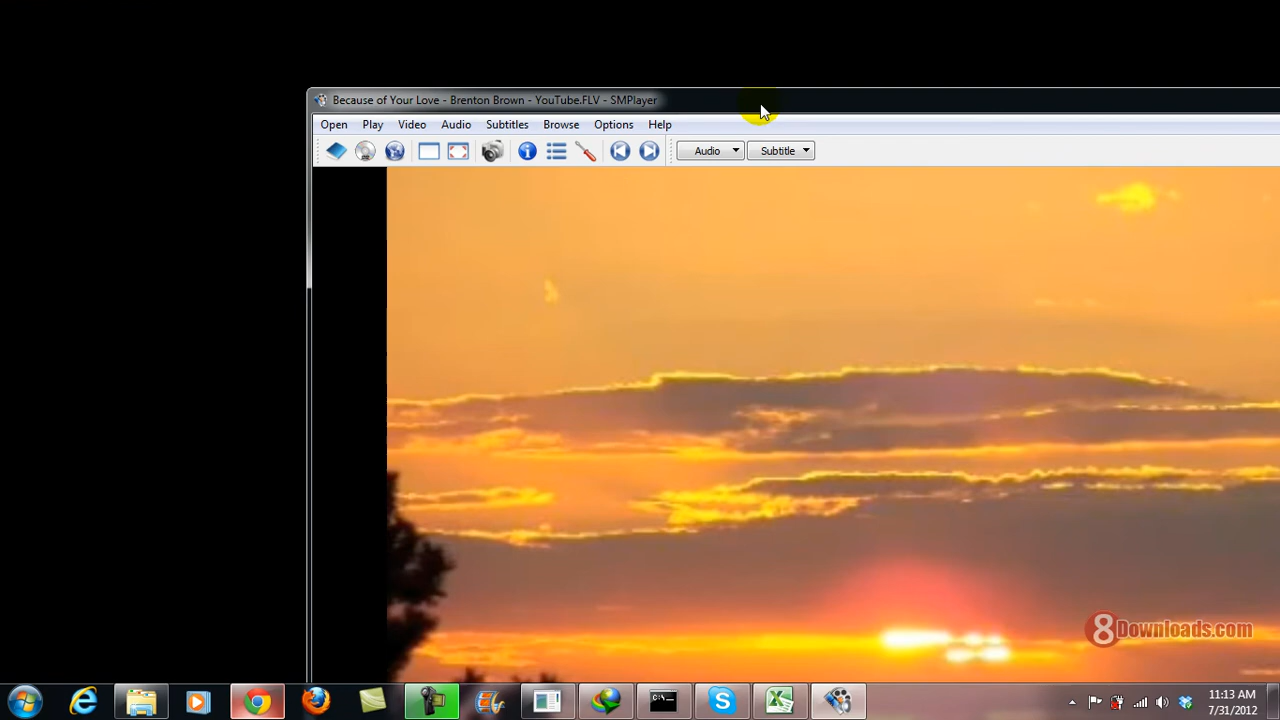 Because of Your Love - Brenton Brown - YouTube.FLV - SMPlayer
Open Play Video Audio Subtitles Browse Options Help
Audio Subtitle
8Downloads.com
C:\
11:13 AM
7/31/2012